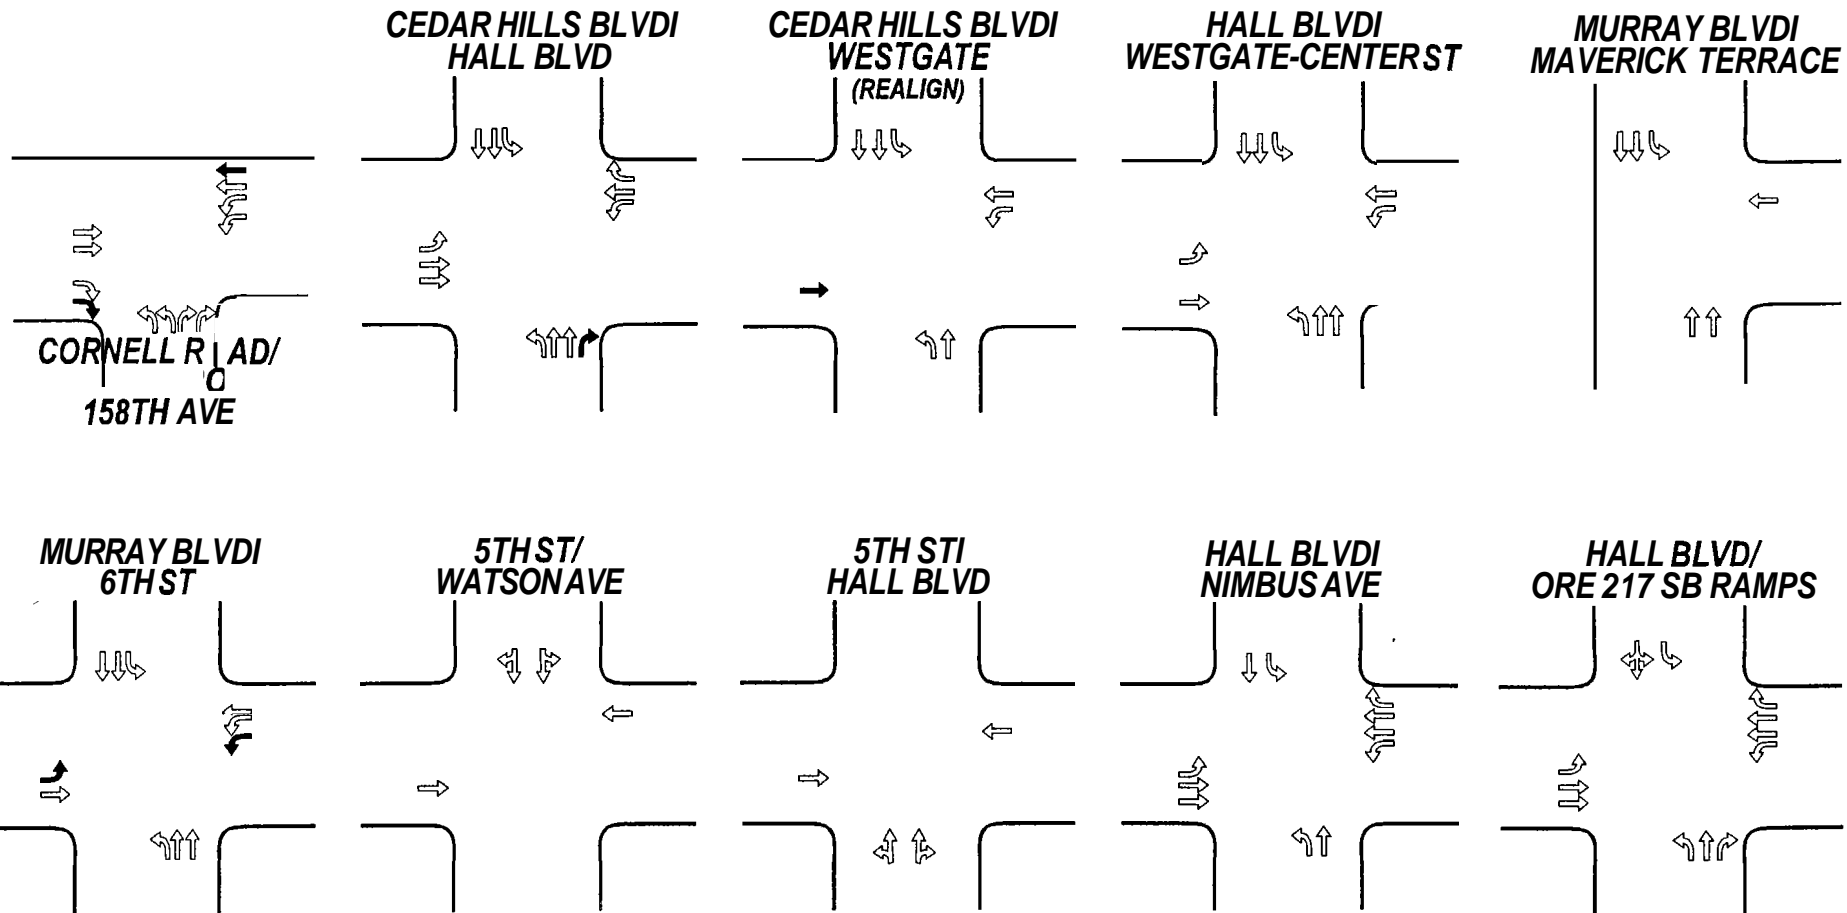 CEDAR HILLS BLVDI
HALL BLVD
CEDAR HILLS BLVDI
WESTGATE
(REALIGN)
HALL BLVDI
WESTGATE-CENTER ST
MURRAY BLVDI
MAVERICK TERRACE
CORNELL R AD/
O
158TH AVE
MURRAY BLVDI
6TH ST
5TH ST/
WATSON AVE
5TH STI
HALL BLVD
HALL BLVDI
NIMBUS AVE
HALL BLVD/
ORE 217 SB RAMPS